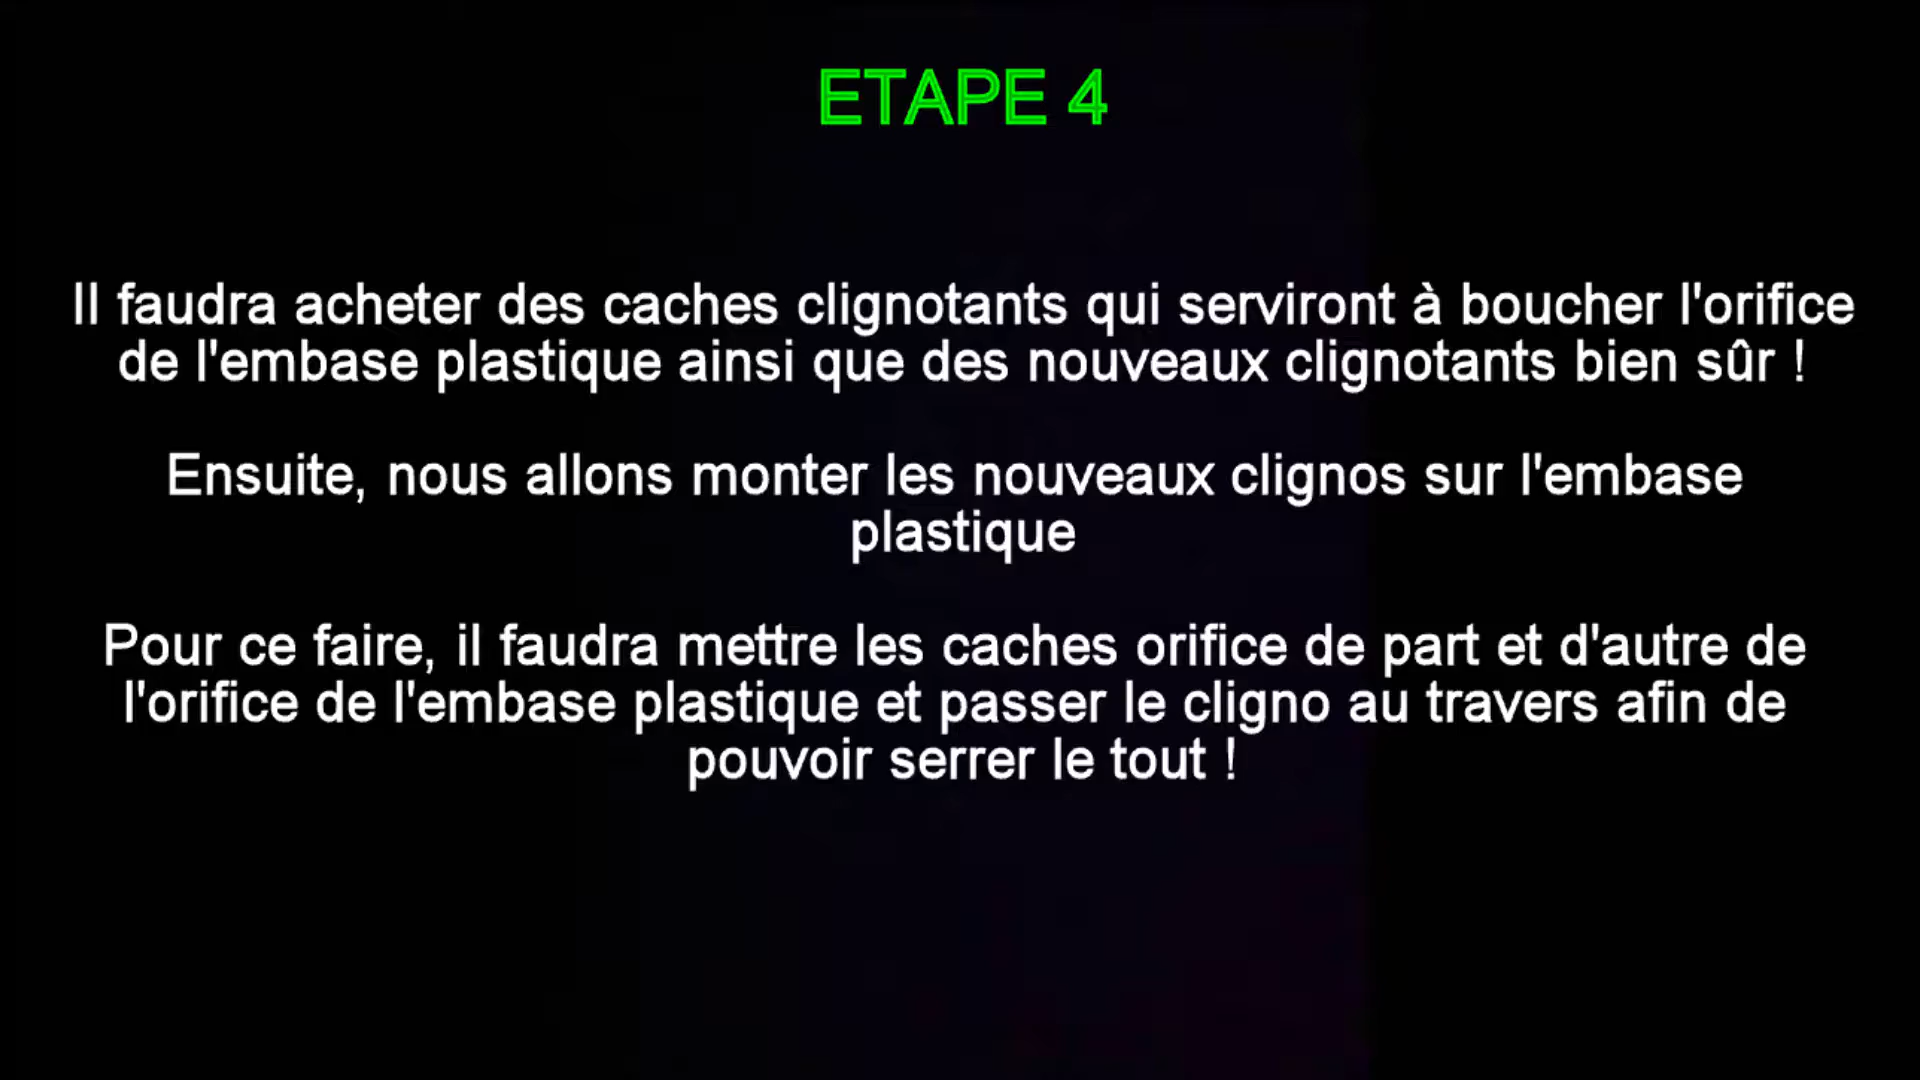 ETAPE 4
Il faudra acheter des caches clignotants qui serviront à boucher l'orifice
de l'embase plastique ainsi que des nouveaux clignotants bien sûr !
Ensuite, nous allons monter les nouveaux clignos sur l'embase
plastique
Pour ce faire, il faudra mettre les caches orifice de part et d'autre de
l'orifice de l'embase plastique et passer le cligno au travers afin de
pouvoir serrer le tout !